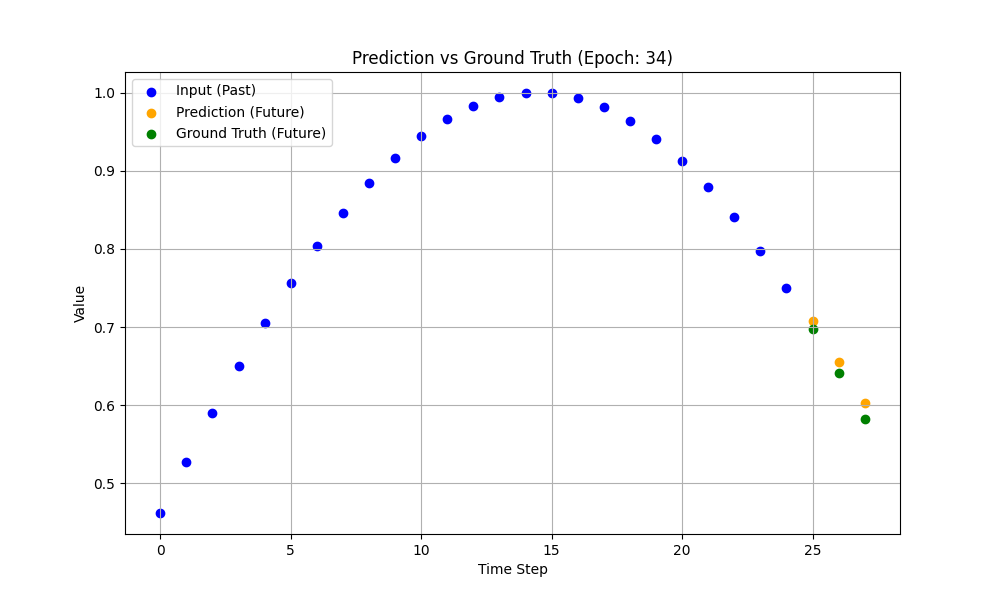 Prediction vs Ground Truth (Epoch: 34)
Input (Past)
Prediction (Future)
Ground Truth (Future)
1.0
0.9
0.8
0.7
0.6
0.5
Value
0 5 10 15 20 25
Time Step